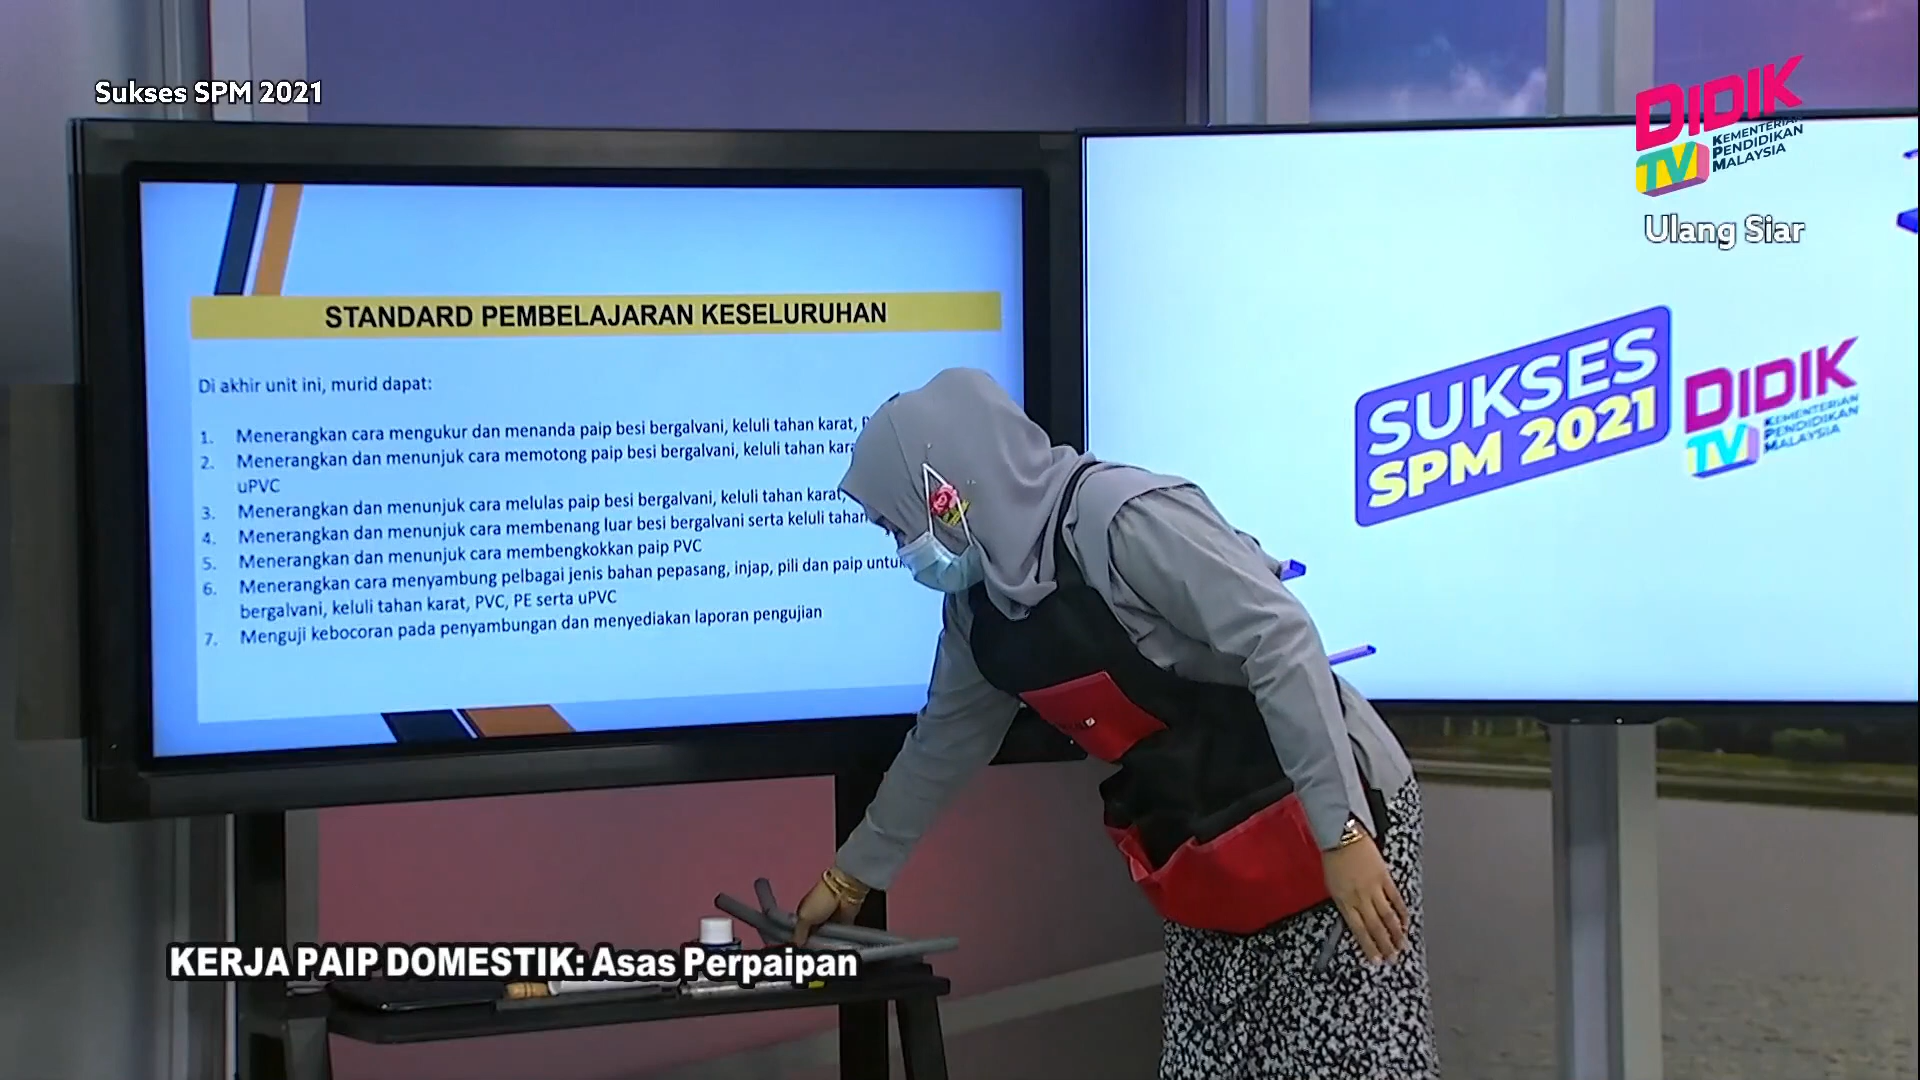 Sukses SPM 2021
DIDIK
TV
KEMENTERIAN
PENDIDIKAN
MALAYSIA
Ulang Siar
STANDARD PEMBELAJARAN KESELURUHAN
Di akhir unit ini, murid dapat:
1. Menerangkan cara mengukur dan menanda paip besi bergalvani, keluli tahan karat,
2. Menerangkan dan menunjuk cara memotong paip besi bergalvani, keluli tahan
uPVC
3. Menerangkan dan menunjuk cara melulas paip besi bergalvani, keluli tahan karat,
4. Menerangkan dan menunjuk cara membenang luar besi bergalvani serta keluli tahan
5. Menerangkan dan menunjuk cara membengkokkan paip PVC
6. Menerangkan cara menyambung pelbagai jenis bahan pepasang, injap, pili dan paip untuk
bergalvani, keluli tahan karat, PVC, PE serta uPVC
7. Menguji kebocoran pada penyambungan dan menyediakan laporan pengujian
SUKSES
SPM 2021
DIDIK
TV
KEMENTERIAN
PENDIDIKAN
MALAYSIA
KERJA PAIP DOMESTIK: Asas Perpaipan